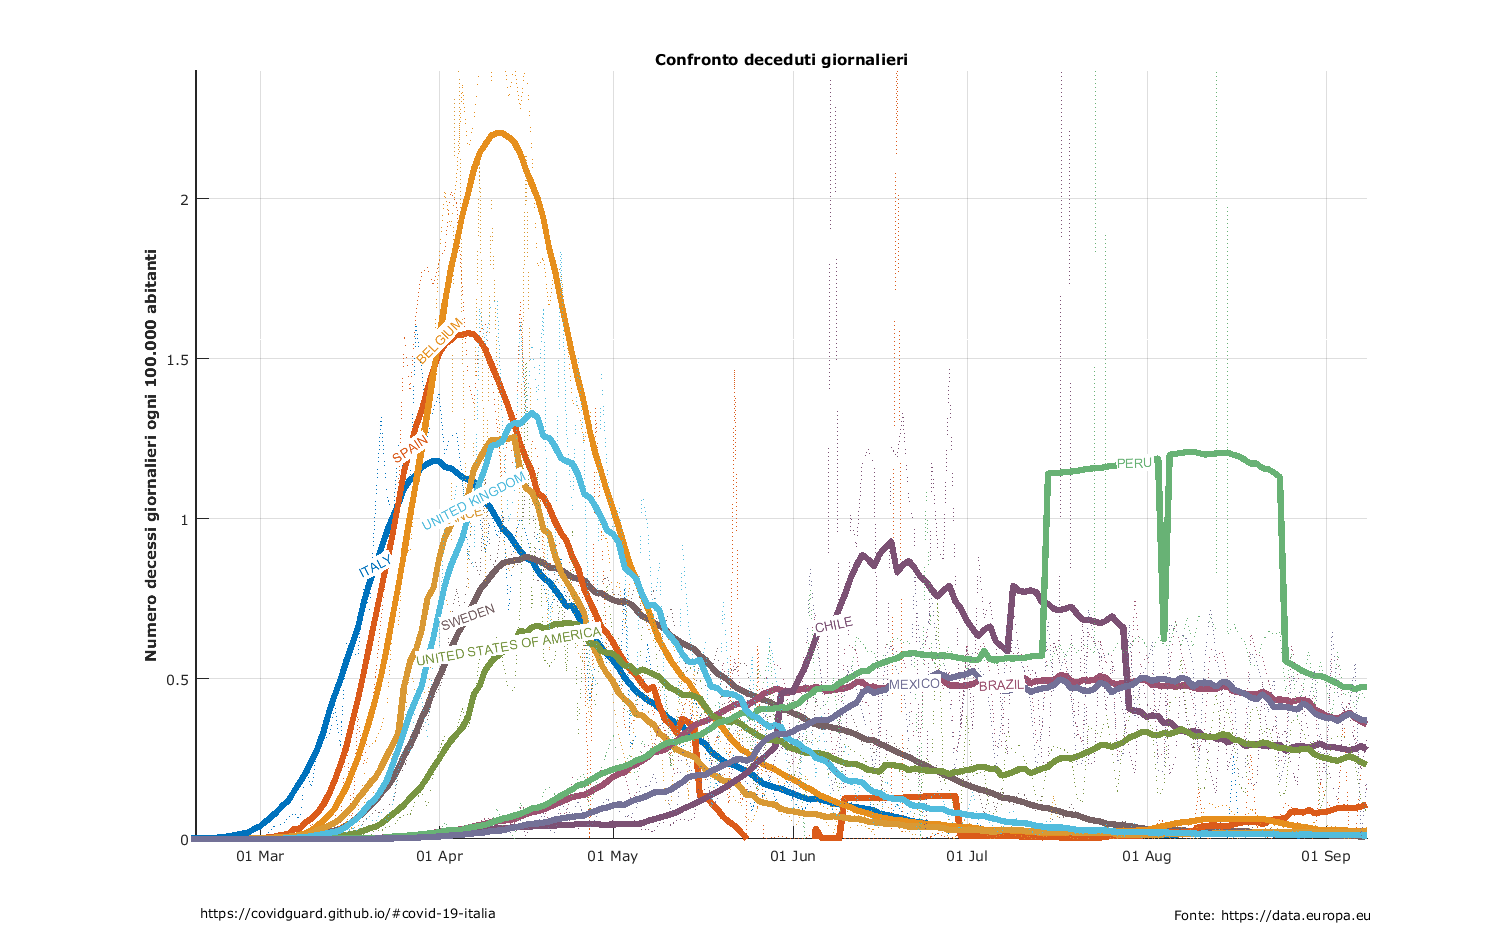 Confronto deceduti giornalieri
Numero decessi giornalieri ogni 100.000 abitanti
2
1.5
1
0.5
0
BELGIUM
SPAIN
ITALY
UNITED KINGDOM
SWEDEN
UNITED STATES OF AMERICA
CHILE
MEXICO
BRAZIL
PERU
01 Mar
01 Apr
01 May
01 Jun
01 Jul
01 Aug
01 Sep
https://covidguard.github.io/#covid-19-italia
Fonte: https://data.europa.eu